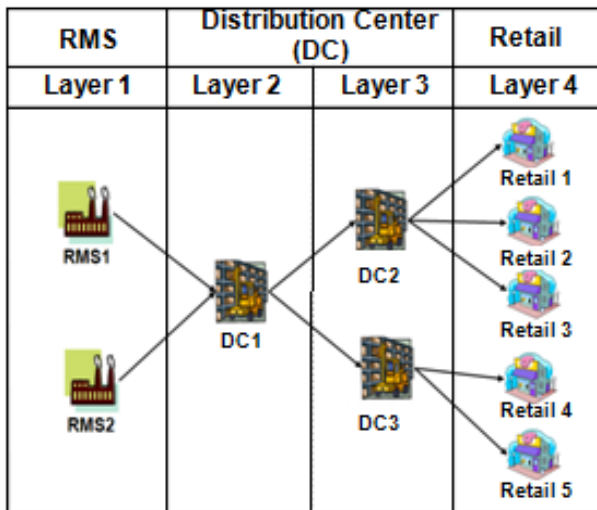 RMS
Distribution Center
(DC)
Retail
Layer 1
Layer 2
Layer 3
Layer 4
RMS1
RMS2
DC1
DC2
DC3
Retail 1
Retail 2
Retail 3
Retail 4
Retail 5